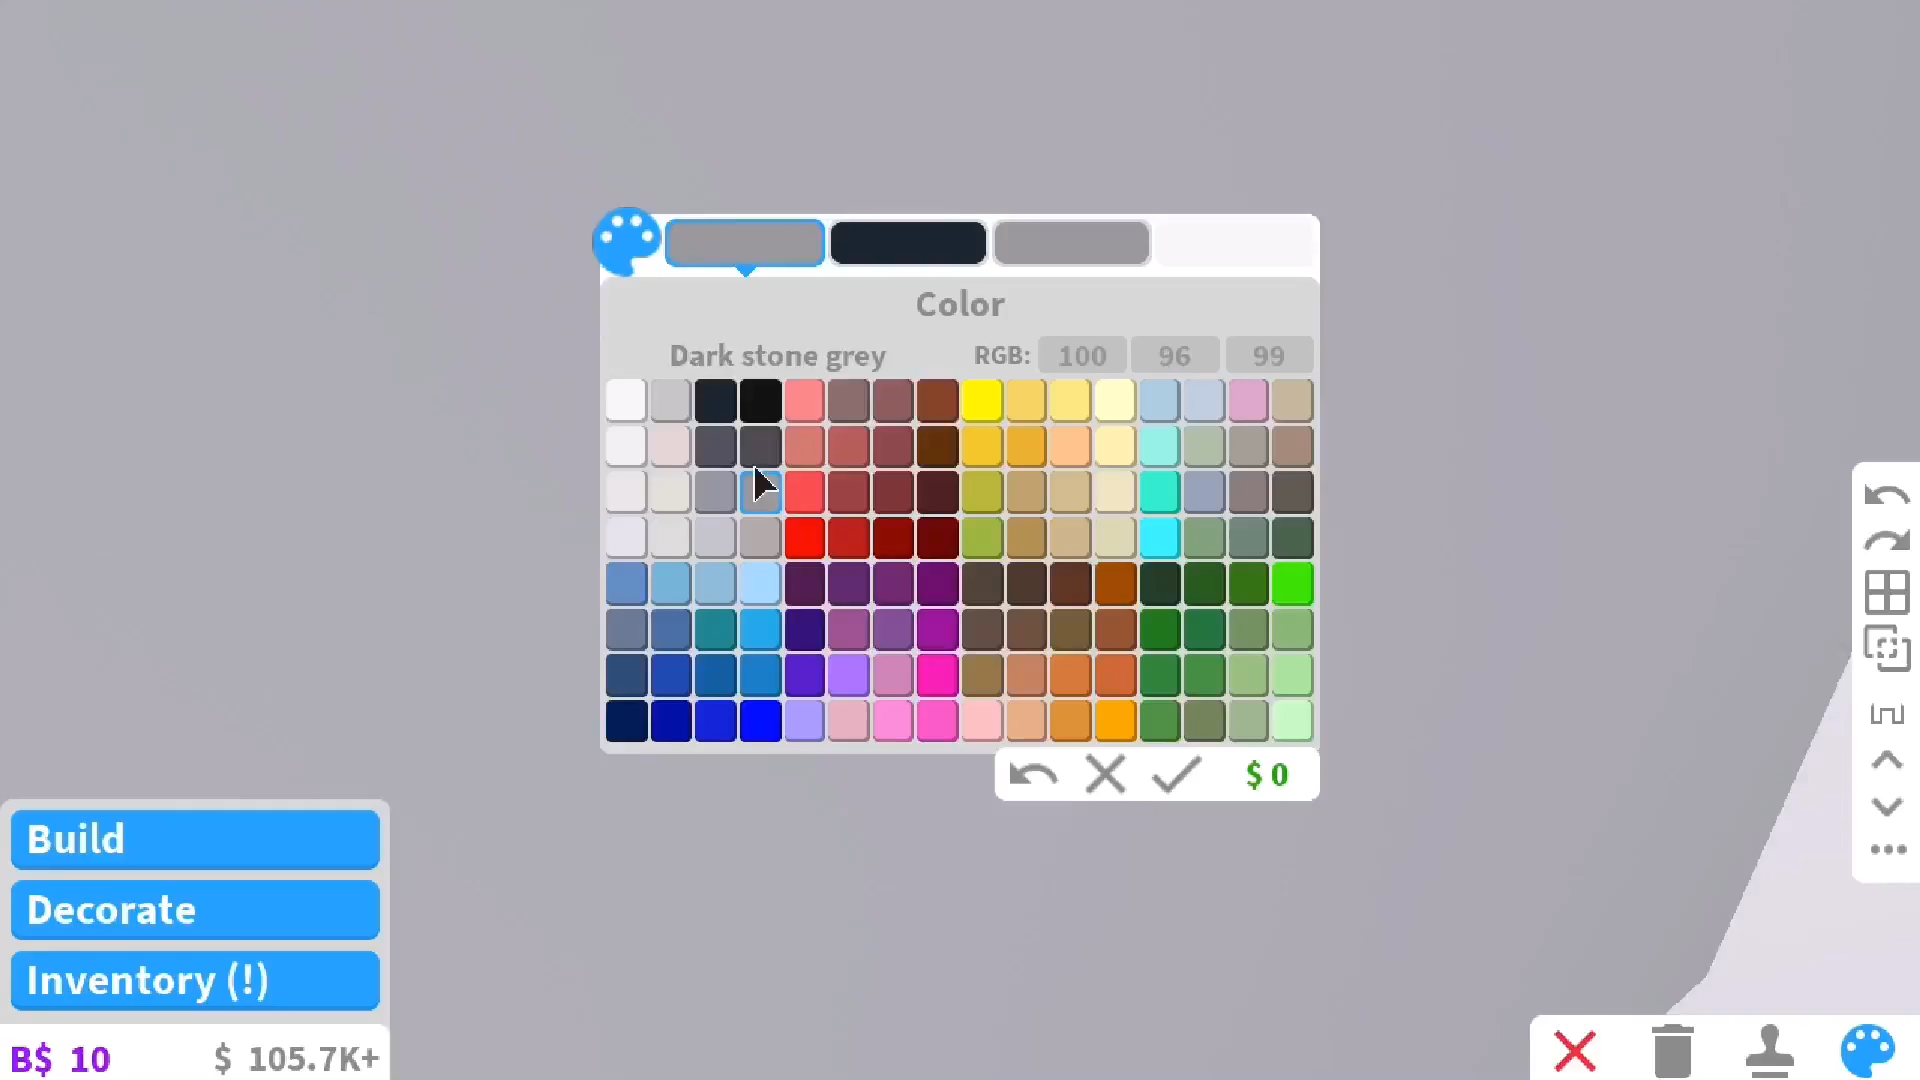 Color
Dark stone grey RGB: 100 96 99
$ 0
Build
Decorate
Inventory (!)
B$ 10 $ 105.7K+